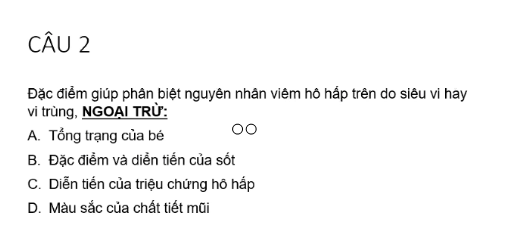 CÂU 2
Đặc điểm giúp phân biệt nguyên nhân viêm hô hấp trên do siêu vi hay
vi trùng, NGOẠI TRỪ:
A. Tổng trạng của bé
B. Đặc điểm và diễn tiến của sốt
C. Diễn tiến của triệu chứng hô hấp
D. Màu sắc của chất tiết mũi